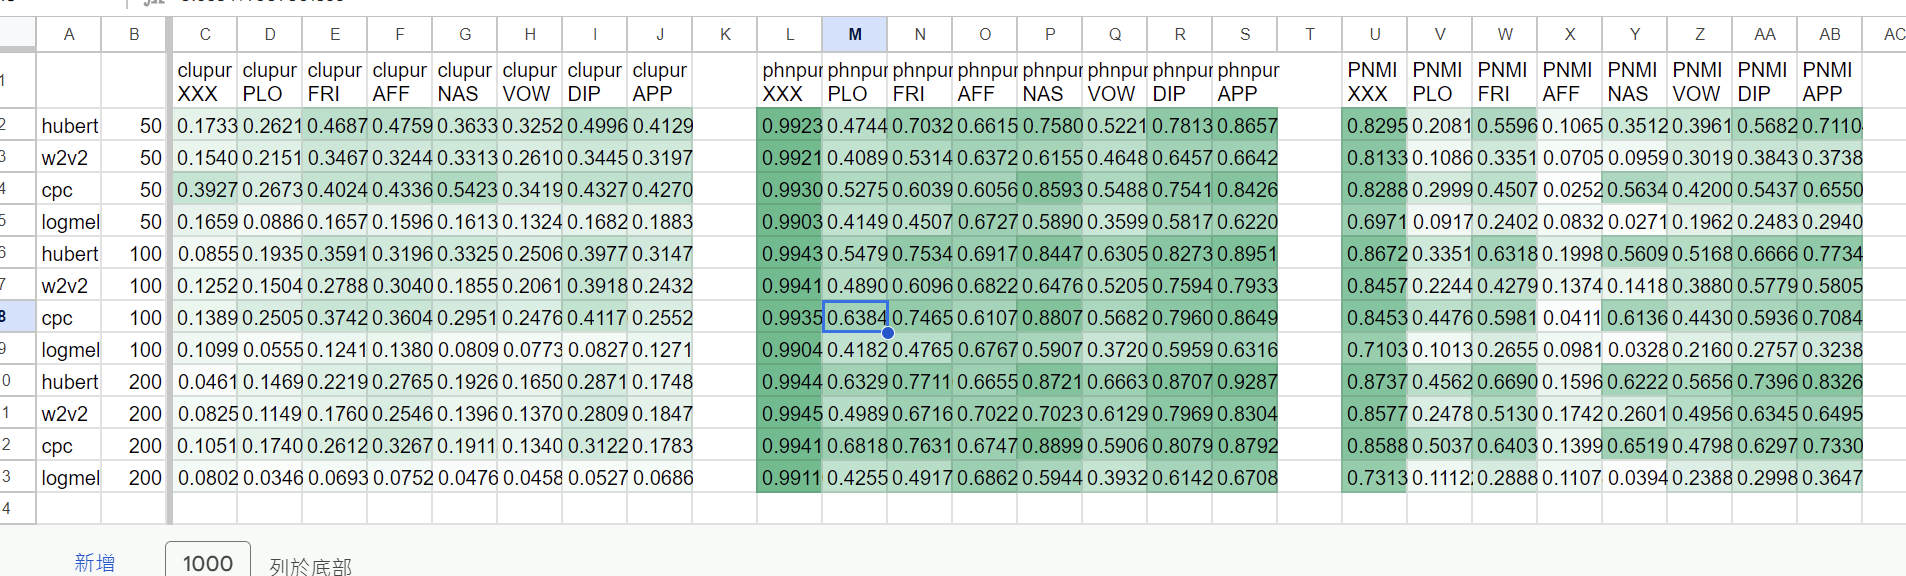 A B C D E F G H I J K L M N O P Q R S T U V W X Y Z AA AB AC
1 clupur XXX clupur PLO clupur FRI clupur AFF clupur NAS clupur VOW clupur DIP clupur APP phnpur XXX phnpur PLO phnpur FRI phnpur AFF phnpur NAS phnpur VOW phnpur DIP phnpur APP PNMI XXX PNMI PLO PNMI FRI PNMI AFF PNMI NAS PNMI VOW PNMI DIP PNMI APP
2 hubert 50 0.1733 0.2621 0.4687 0.4759 0.3633 0.3252 0.4996 0.4129 0.9923 0.4744 0.7032 0.6615 0.7580 0.5221 0.7813 0.8657 0.8295 0.2081 0.5596 0.1065 0.3512 0.3961 0.5682 0.7110
3 w2v2 50 0.1540 0.2151 0.3467 0.3244 0.3313 0.2610 0.3445 0.3197 0.9921 0.4089 0.5314 0.6372 0.6155 0.4648 0.6457 0.6642 0.8133 0.1086 0.3351 0.0705 0.0959 0.3019 0.3843 0.3738
4 cpc 50 0.3927 0.2673 0.4024 0.4336 0.5423 0.3419 0.4327 0.4270 0.9930 0.5275 0.6039 0.6056 0.8593 0.5488 0.7541 0.8426 0.8288 0.2999 0.4507 0.0252 0.5634 0.4200 0.5437 0.6550
5 logmel 50 0.1659 0.0886 0.1657 0.1596 0.1613 0.1324 0.1682 0.1883 0.9903 0.4149 0.4507 0.6727 0.5890 0.3599 0.5817 0.6220 0.6971 0.0917 0.2402 0.0832 0.0271 0.1962 0.2483 0.2940
6 hubert 100 0.0855 0.1935 0.3591 0.3196 0.3325 0.2506 0.3977 0.3147 0.9943 0.5479 0.7534 0.6917 0.8447 0.6305 0.8273 0.8951 0.8672 0.3351 0.6318 0.1998 0.5609 0.5168 0.6666 0.7734
7 w2v2 100 0.1252 0.1504 0.2788 0.3040 0.1855 0.2061 0.3918 0.2432 0.9941 0.4890 0.6096 0.6822 0.6476 0.5205 0.7594 0.7933 0.8457 0.2244 0.4279 0.1374 0.1418 0.3880 0.5779 0.5805
8 cpc 100 0.1389 0.2505 0.3742 0.3604 0.2951 0.2476 0.4117 0.2552 0.9935 0.6384 0.7465 0.6107 0.8807 0.5682 0.7960 0.8649 0.8453 0.4476 0.5981 0.0411 0.6136 0.4430 0.5936 0.7084
9 logmel 100 0.1099 0.0555 0.1241 0.1380 0.0809 0.0773 0.0827 0.1271 0.9904 0.4182 0.4765 0.6767 0.5907 0.3720 0.5959 0.6316 0.7103 0.1013 0.2655 0.0981 0.0328 0.2160 0.2757 0.3238
0 hubert 200 0.0461 0.1469 0.2219 0.2765 0.1926 0.1650 0.2871 0.1748 0.9944 0.6329 0.7711 0.6655 0.8721 0.6663 0.8707 0.9287 0.8737 0.4562 0.6690 0.1596 0.6222 0.5656 0.7396 0.8326
1 w2v2 200 0.0825 0.1149 0.1760 0.2546 0.1396 0.1370 0.2809 0.1847 0.9945 0.4989 0.6716 0.7022 0.7023 0.6129 0.7969 0.8304 0.8577 0.2478 0.5130 0.1742 0.2601 0.4956 0.6345 0.6495
2 cpc 200 0.1051 0.1740 0.2612 0.3267 0.1911 0.1340 0.3122 0.1783 0.9941 0.6818 0.7631 0.6747 0.8899 0.5906 0.8079 0.8792 0.8588 0.5037 0.6403 0.1399 0.6519 0.4798 0.6297 0.7330
3 logmel 200 0.0802 0.0346 0.0693 0.0752 0.0476 0.0458 0.0527 0.0686 0.9911 0.4255 0.4917 0.6862 0.5944 0.3932 0.6142 0.6708 0.7313 0.1112 0.2888 0.1107 0.0394 0.2388 0.2998 0.3647
4
新增 1000 列於底部